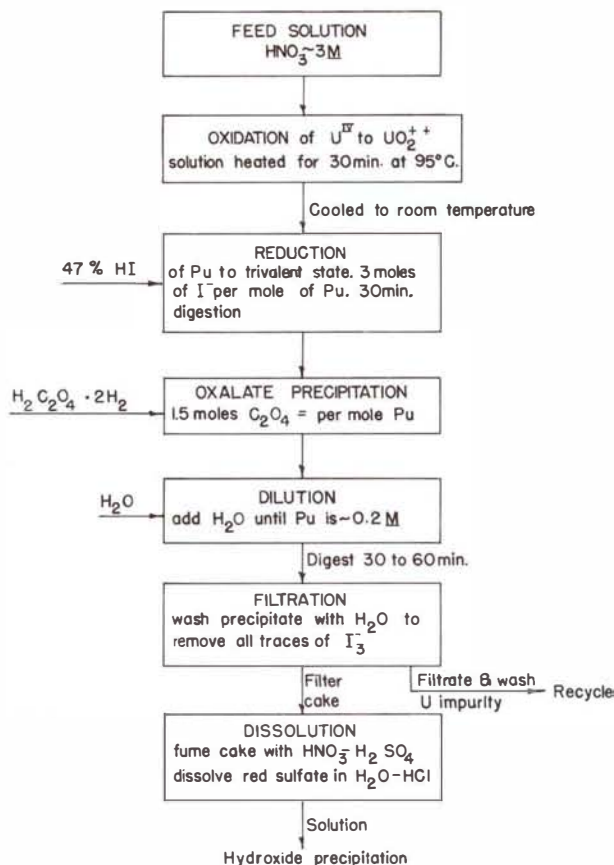 FEED SOLUTION
HNO₃~3M
OXIDATION of U^IV to UO₂⁺⁺
solution heated for 30min. at 95°C.
Cooled to room temperature
REDUCTION
of Pu to trivalent state. 3 moles
of I⁻ per mole of Pu. 30min.
digestion
47 % HI
OXALATE PRECIPITATION
1.5 moles C₂O₄ = per mole Pu
H₂ C₂O₄ · 2H₂
DILUTION
add H₂O until Pu is ~0.2 M
H₂O
Digest 30 to 60min.
FILTRATION
wash precipitate with H₂O to
remove all traces of I₃⁻
Filter
cake
Filtrate & wash
U impurity
Recycle
DISSOLUTION
fume cake with HNO₃–H₂ SO₄
dissolve red sulfate in H₂O–HCl
Solution
Hydroxide precipitation